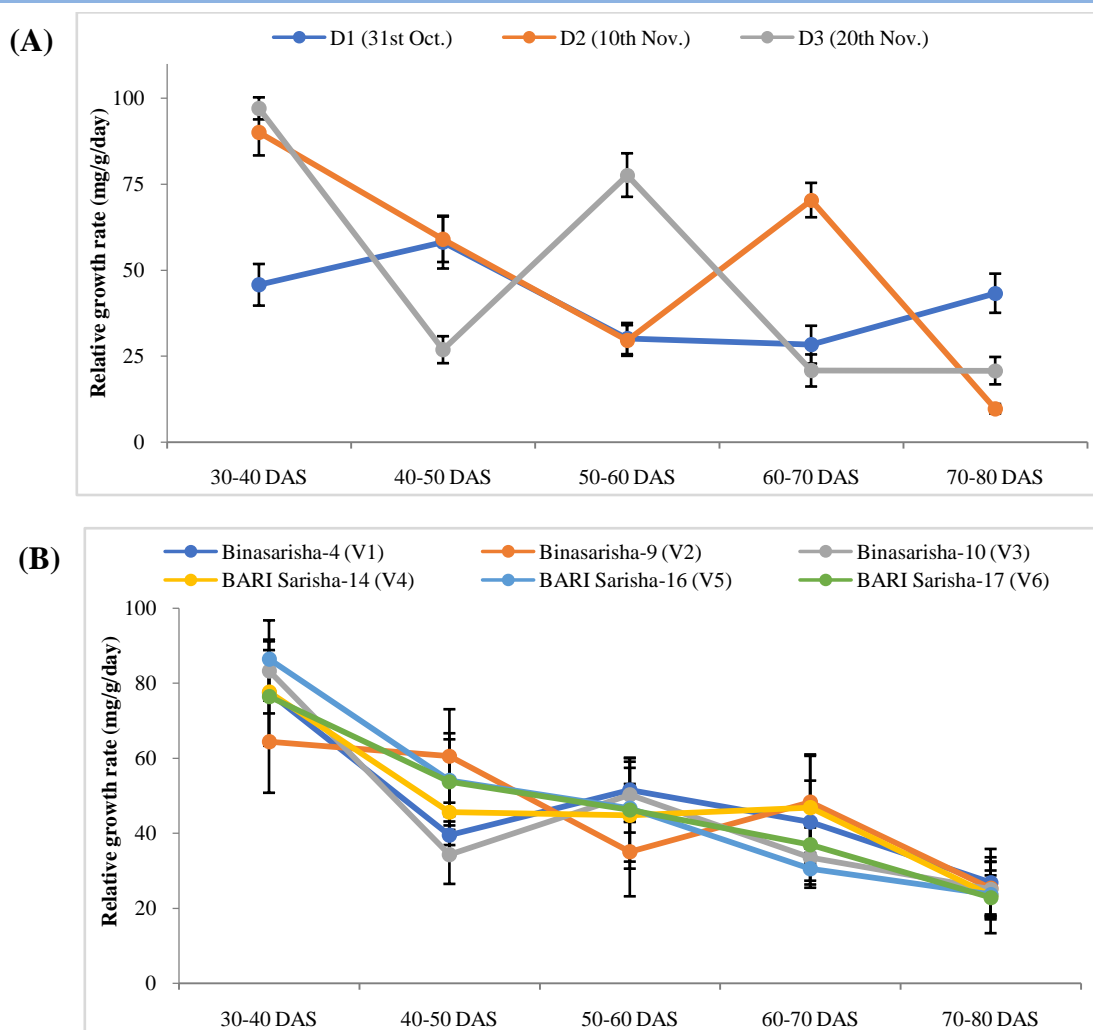 (A)
D1 (31st Oct.) D2 (10th Nov.) D3 (20th Nov.)
Relative growth rate (mg/g/day)
100
75
50
25
0
30-40 DAS 40-50 DAS 50-60 DAS 60-70 DAS 70-80 DAS
(B)
Binasarisha-4 (V1) Binasarisha-9 (V2) Binasarisha-10 (V3)
BARI Sarisha-14 (V4) BARI Sarisha-16 (V5) BARI Sarisha-17 (V6)
Relative growth rate (mg/g/day)
100
80
60
40
20
0
30-40 DAS 40-50 DAS 50-60 DAS 60-70 DAS 70-80 DAS